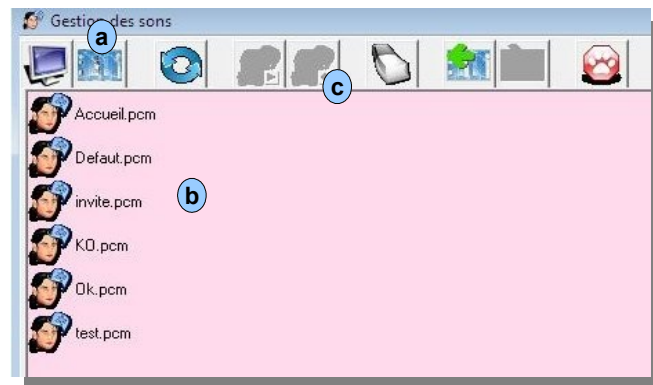 Gestion des sons
a
c
Accueil.pcm
Defaut.pcm
b
invite.pcm
KO.pcm
Ok.pcm
test.pcm